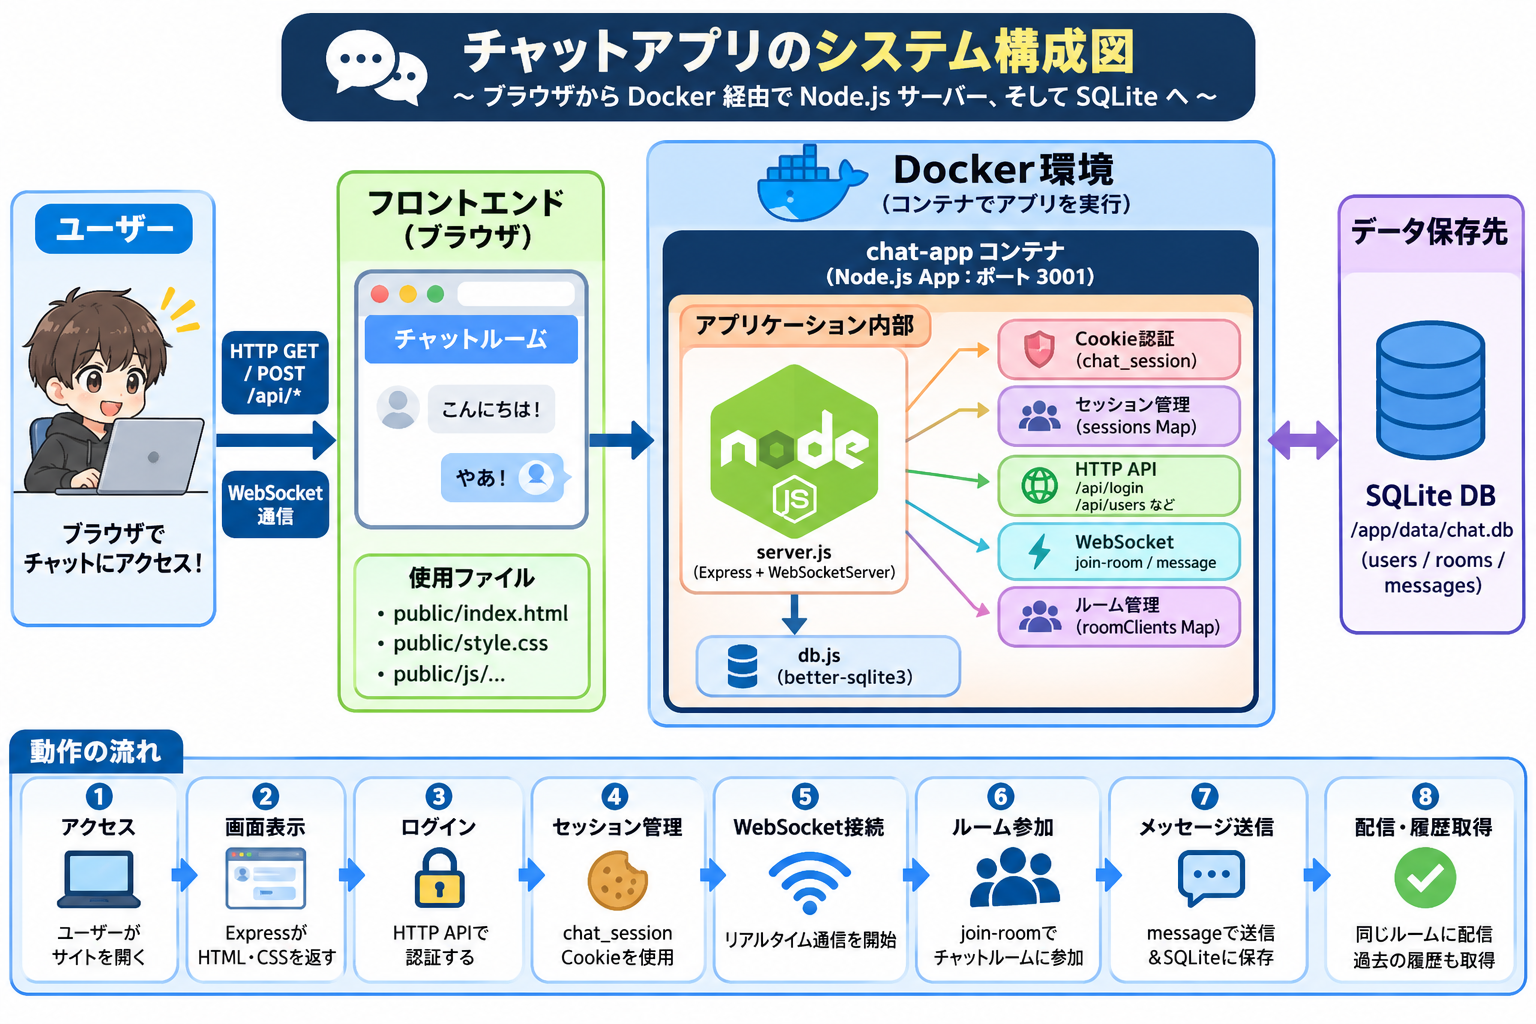 チャットアプリのシステム構成図
～ ブラウザから Docker 経由で Node.js サーバー、そして SQLite へ ～
ユーザー
ブラウザで
チャットにアクセス！
HTTP GET
/ POST
/api/*
WebSocket
通信
フロントエンド
（ブラウザ）
チャットルーム
こんにちは！
やあ！
使用ファイル
• public/index.html
• public/style.css
• public/js/...
Docker環境
（コンテナでアプリを実行）
chat-app コンテナ
（Node.js App：ポート 3001）
アプリケーション内部
node
JS
server.js
（Express + WebSocketServer）
db.js
（better-sqlite3）
Cookie認証
（chat_session）
セッション管理
（sessions Map）
HTTP API
/api/login
/api/users など
WebSocket
join-room / message
ルーム管理
（roomClients Map）
データ保存先
SQLite DB
/app/data/chat.db
（users / rooms /
messages）
動作の流れ
1
アクセス
ユーザーが
サイトを開く
2
画面表示
Expressが
HTML・CSSを返す
3
ログイン
HTTP APIで
認証する
4
セッション管理
chat_session
Cookieを使用
5
WebSocket接続
リアルタイム通信を開始
6
ルーム参加
join-roomで
チャットルームに参加
7
メッセージ送信
messageで送信
＆SQLiteに保存
8
配信・履歴取得
同じルームに配信
過去の履歴も取得